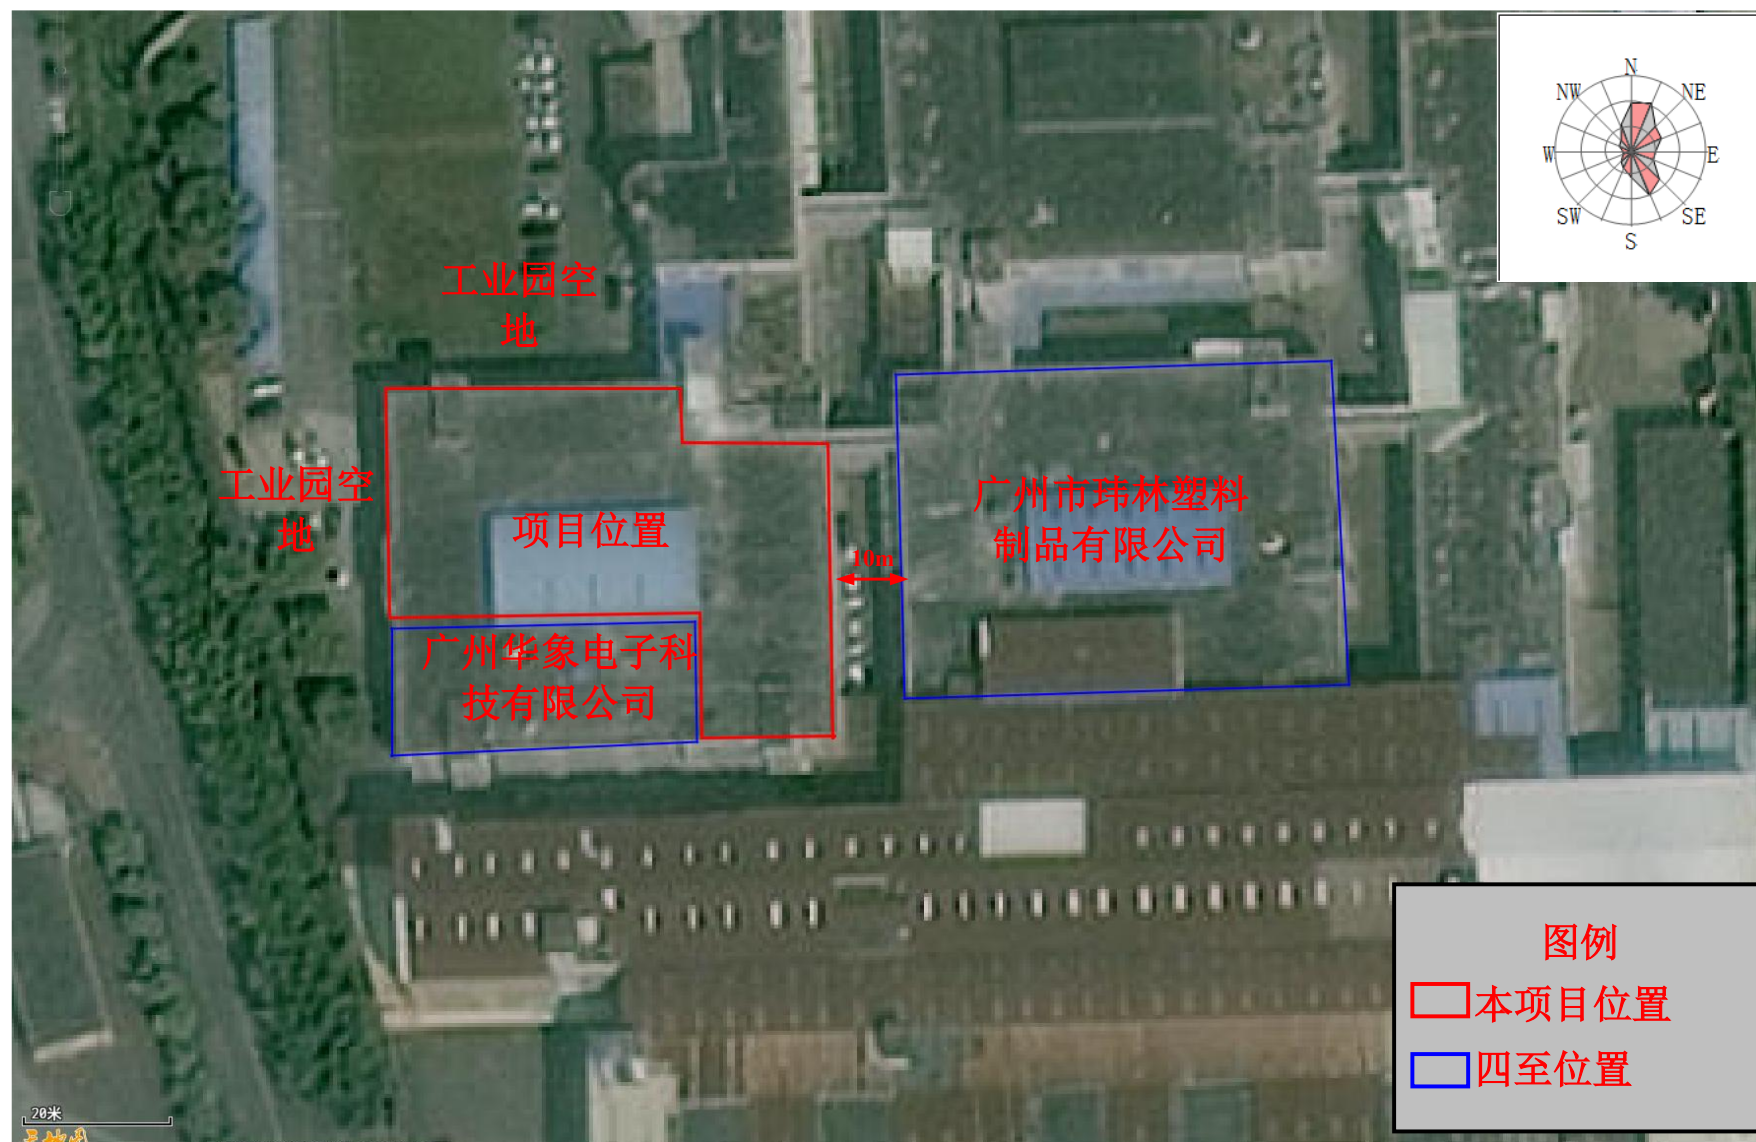 N
NW
NE
W
E
SW
SE
S
工业园空
地
工业园空
地
项目位置
广州市玮林塑料
制品有限公司
10m
广州华象电子科
技有限公司
图例
本项目位置
四至位置
20米